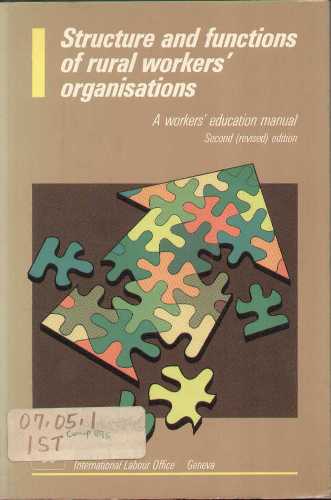 Structure and functions
of rural workers'
organisations
A workers' education manual
Second (revised) edition
07.05.1
IST
International Labour Office Geneva